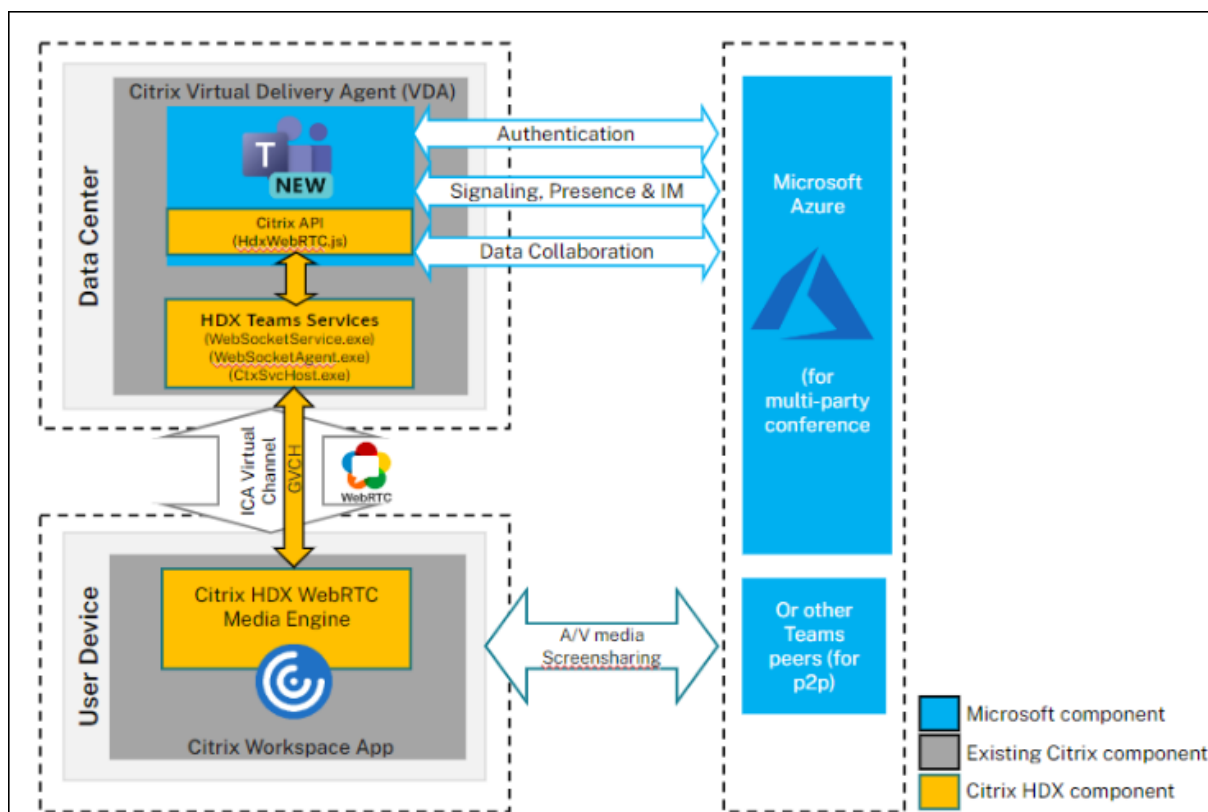 Data Center
Citrix Virtual Delivery Agent (VDA)
T
NEW
Citrix API
(HdxWebRTC.js)
HDX Teams Services
(WebSocketService.exe)
(WebSocketAgent.exe)
(CtxSvcHost.exe)
Authentication
Signaling, Presence & IM
Data Collaboration
Microsoft
Azure
(for
multi-party
conference
ICA Virtual
Channel
GVCH
WebRTC
User Device
Citrix HDX WebRTC
Media Engine
Citrix Workspace App
A/V media
Screensharing
Or other
Teams
peers (for
p2p)
Microsoft component
Existing Citrix component
Citrix HDX component